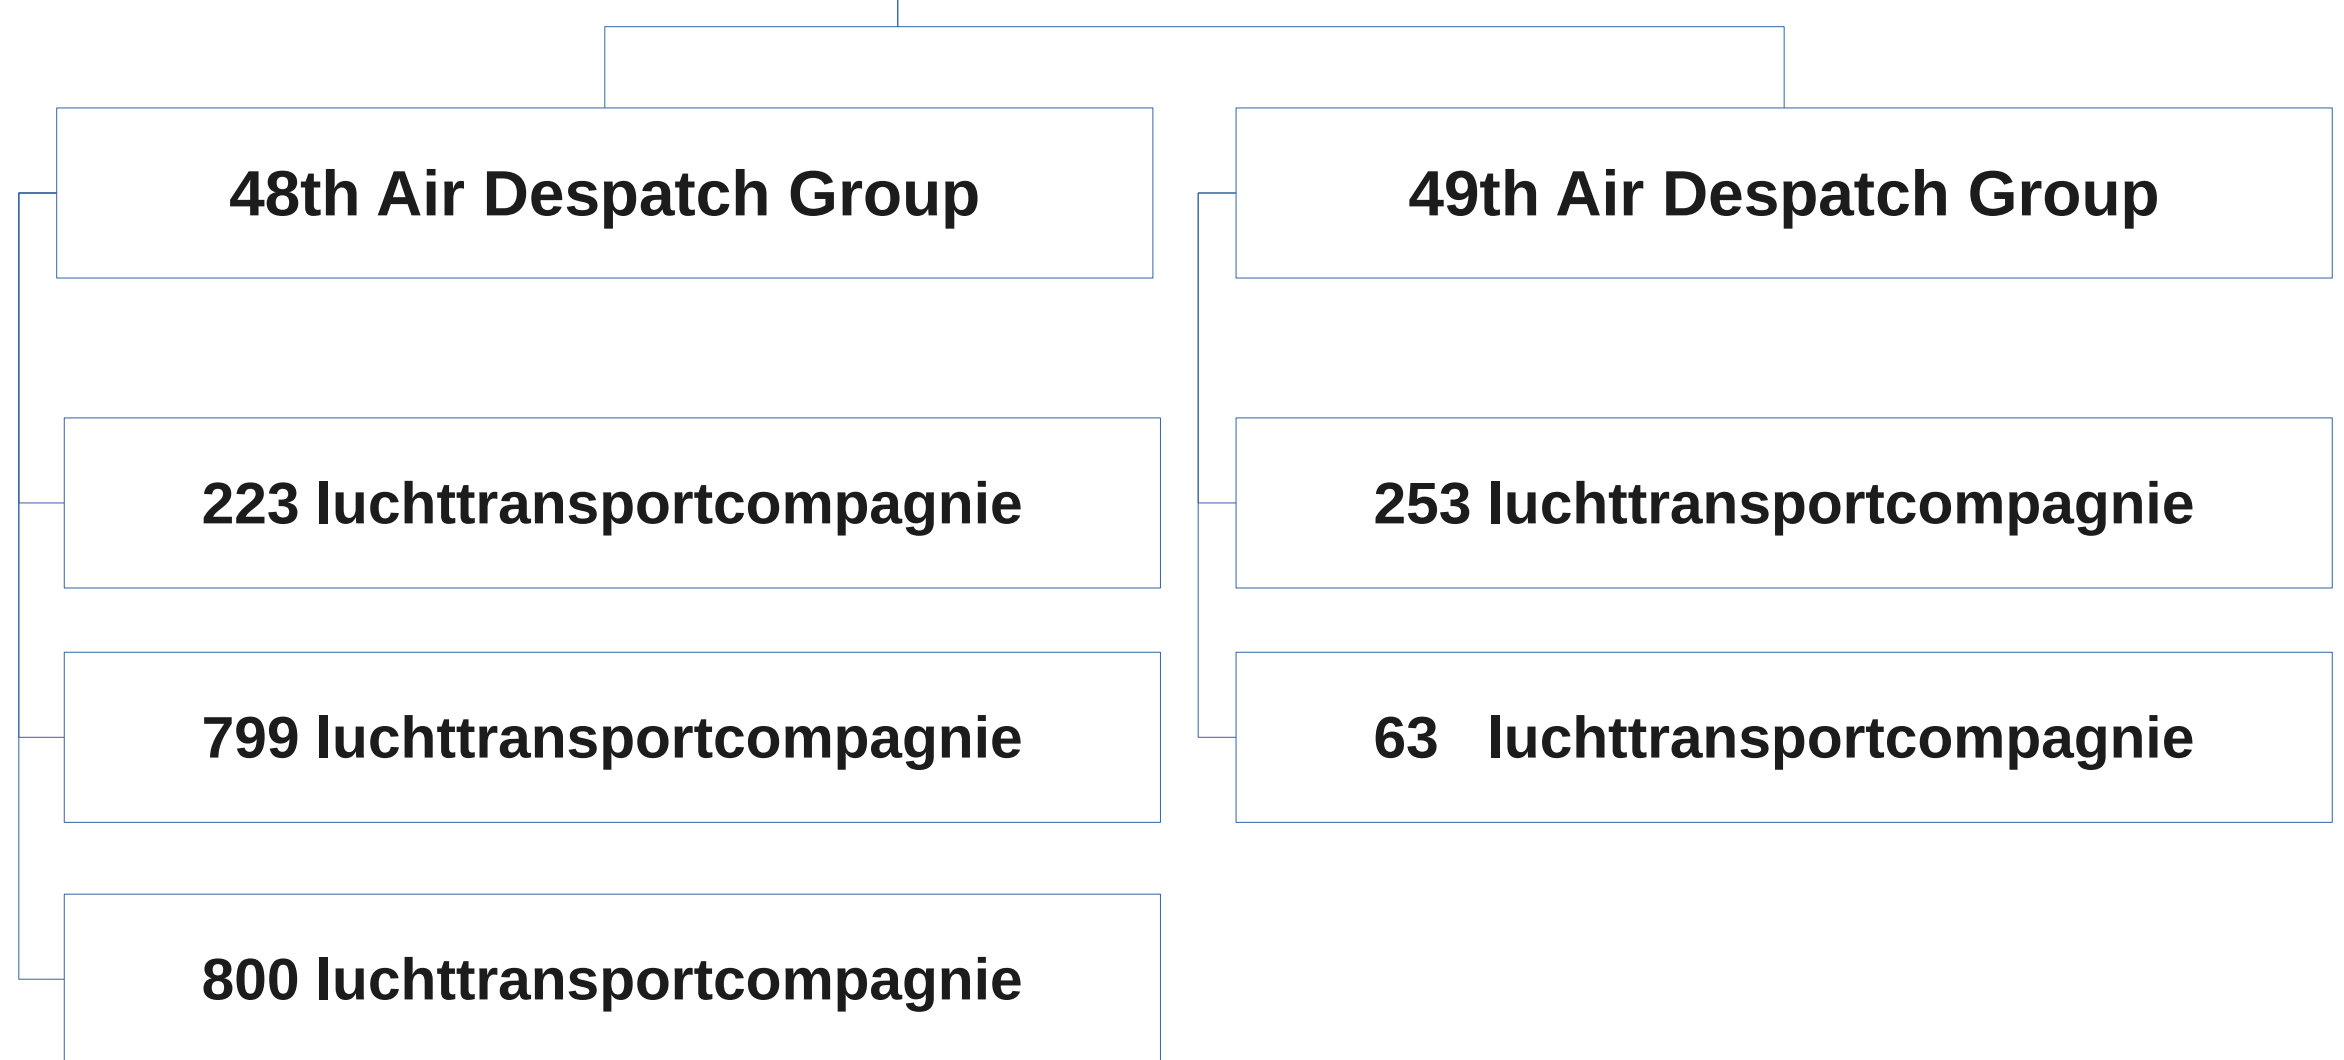 48th Air Despatch Group
49th Air Despatch Group
223 luchttransportcompagnie
253 luchttransportcompagnie
799 luchttransportcompagnie
63   luchttransportcompagnie
800 luchttransportcompagnie